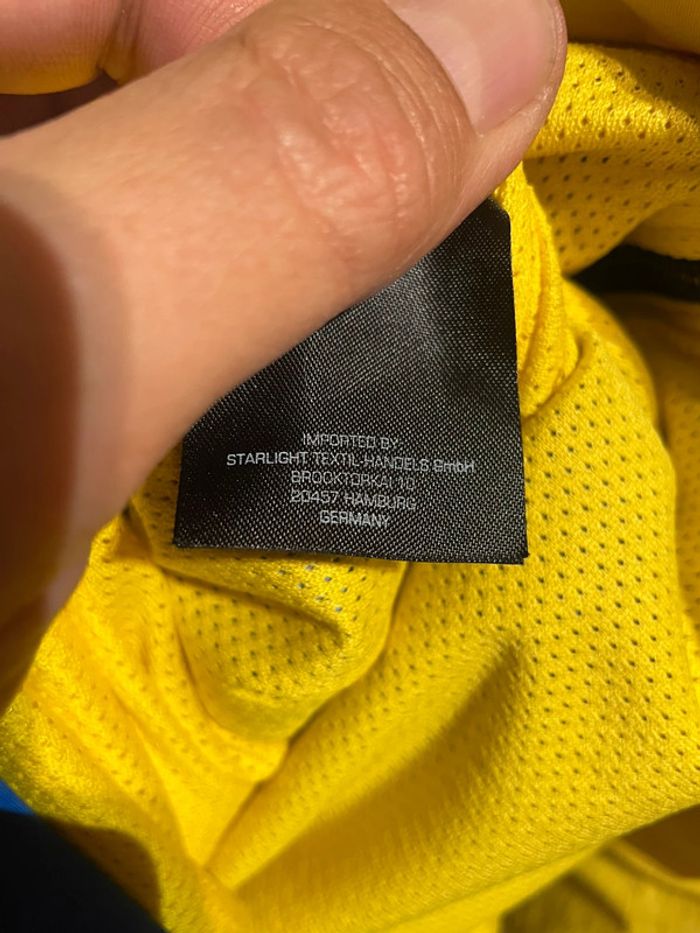 IMPORTED BY:
STARLIGHT TEXTIL-HANDELS GmbH
BROOKTORKAI 10
20457 HAMBURG
GERMANY